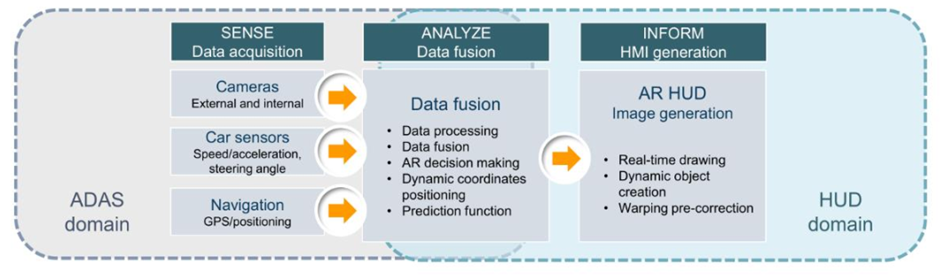 SENSE
Data acquisition
ANALYZE
Data fusion
INFORM
HMI generation
Cameras
External and internal
Car sensors
Speed/acceleration,
steering angle
Navigation
GPS/positioning
Data fusion
• Data processing
• Data fusion
• AR decision making
• Dynamic coordinates
positioning
• Prediction function
AR HUD
Image generation
• Real-time drawing
• Dynamic object
creation
• Warping pre-correction
ADAS
domain
HUD
domain